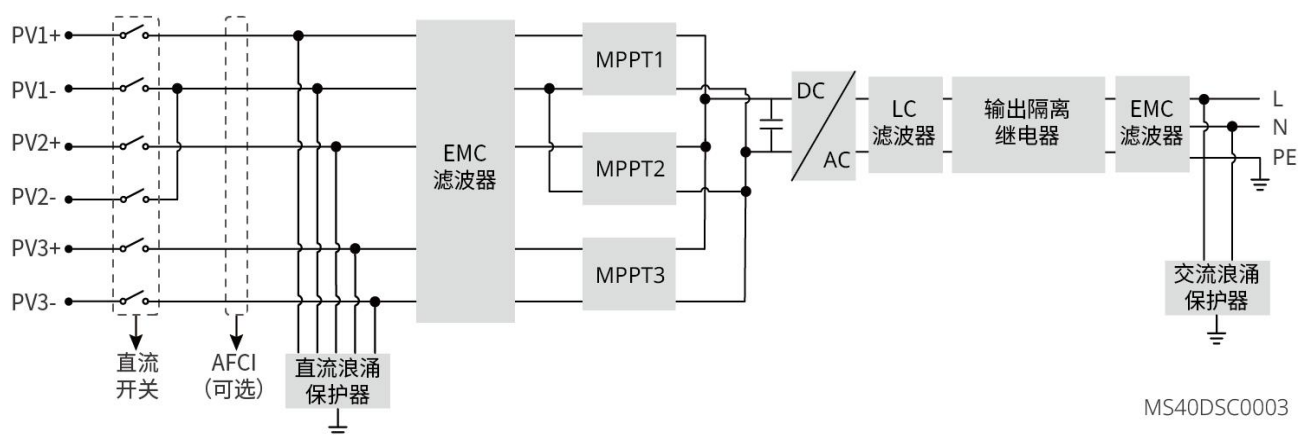 PV1+
PV1-
PV2+
PV2-
PV3+
PV3-
直流
开关
AFCI
(可选)
直流浪涌
保护器
EMC
滤波器
MPPT1
MPPT2
MPPT3
DC
AC
LC
滤波器
输出隔离
继电器
EMC
滤波器
L
N
PE
交流浪涌
保护器
MS40DSC0003